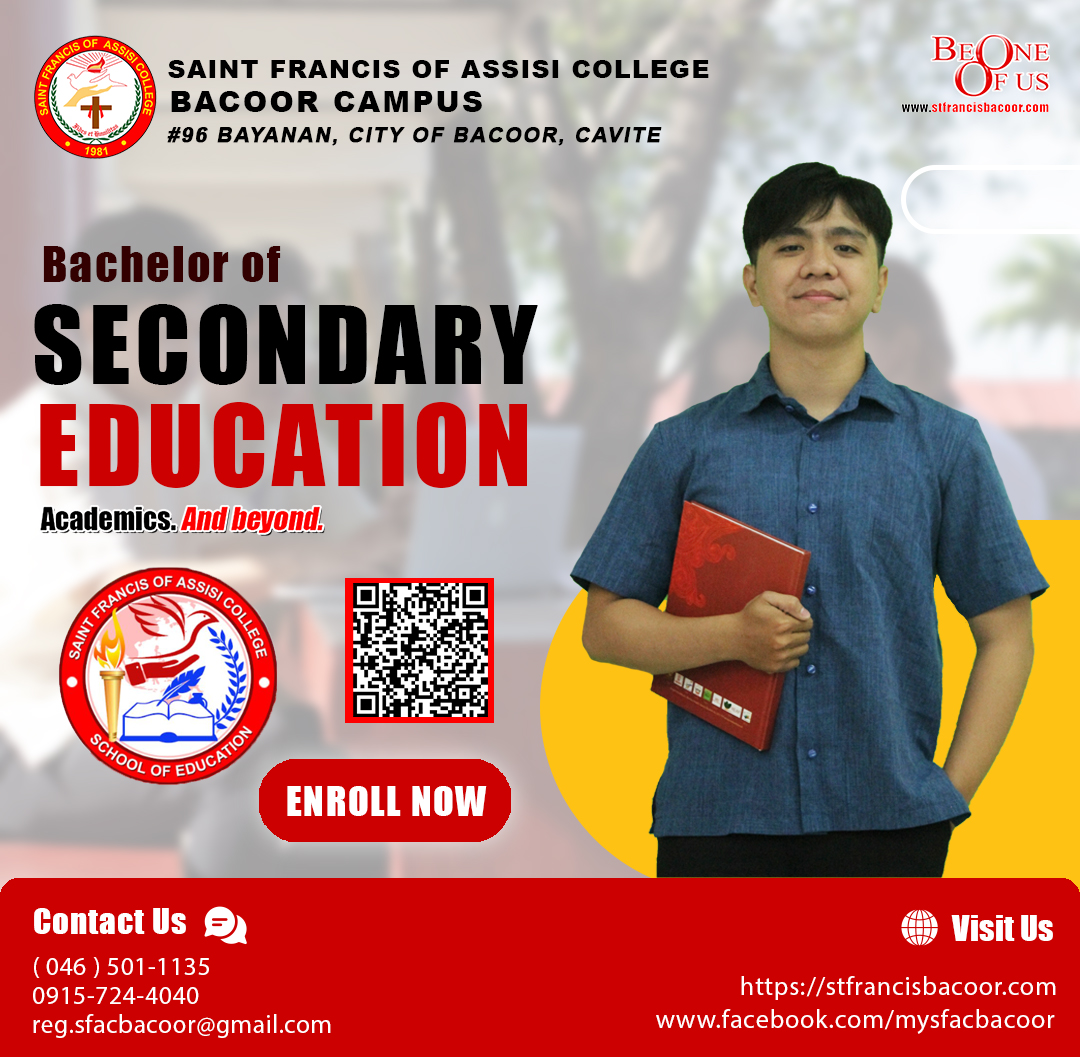 SAINT FRANCIS OF ASSISI COLLEGE
BACOOR CAMPUS
#96 BAYANAN, CITY OF BACOOR, CAVITE
SAINT FRANCIS OF ASSISI COLLEGE
1981
BE ONE
OF US
www.stfrancisbacoor.com
Bachelor of
SECONDARY
EDUCATION
Academics. And beyond.
SAINT FRANCIS OF ASSISI COLLEGE
SCHOOL OF EDUCATION
ENROLL NOW
Contact Us
( 046 ) 501-1135
0915-724-4040
reg.sfacbacoor@gmail.com
Visit Us
https://stfrancisbacoor.com
www.facebook.com/mysfacbacoor